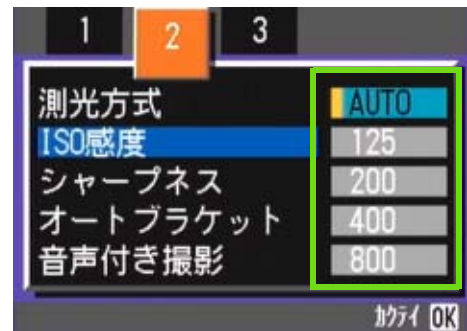 1 2 3
測光方式 AUTO
ISO感度 125
シャープネス 200
オートブラケット 400
音声付き撮影 800
ｶｸﾃｲ OK